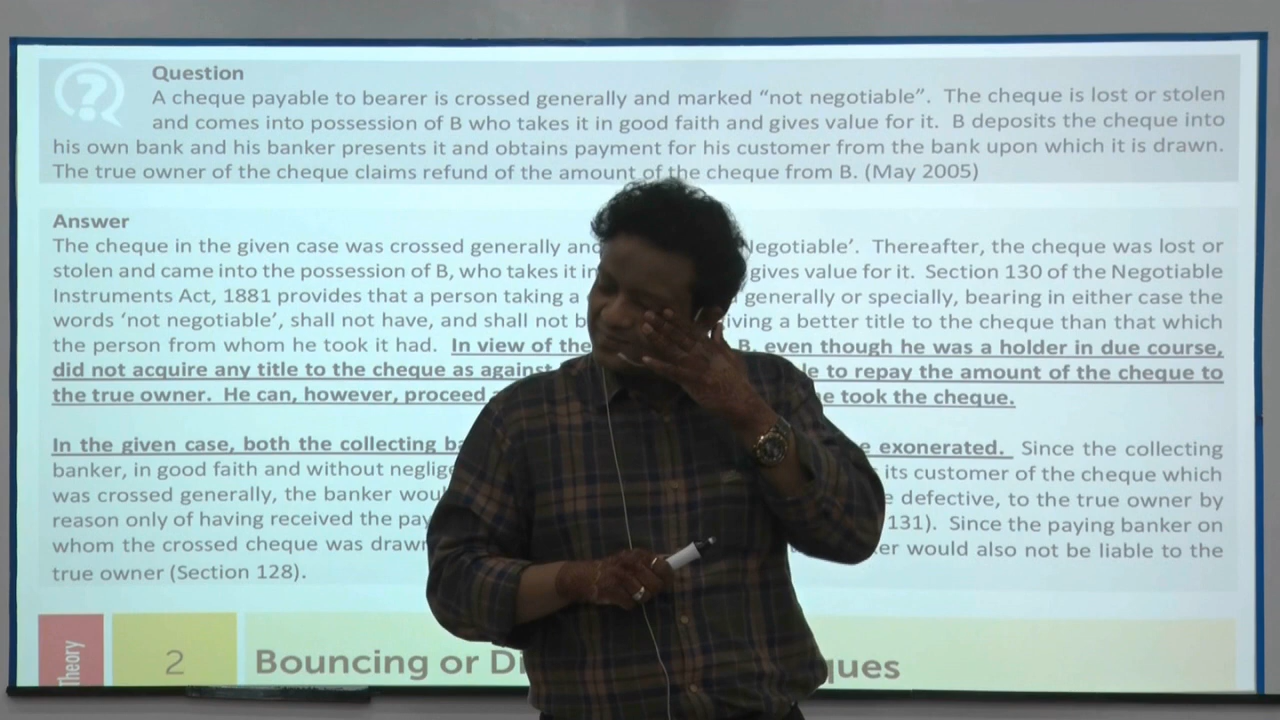 Question
A cheque payable to bearer is crossed generally and marked “not negotiable”. The cheque is lost or stolen
and comes into possession of B who takes it in good faith and gives value for it. B deposits the cheque into
his own bank and his banker presents it and obtains payment for his customer from the bank upon which it is drawn.
The true owner of the cheque claims refund of the amount of the cheque from B. (May 2005)
Answer
The cheque in the given case was crossed generally and Negotiable’. Thereafter, the cheque was lost or
stolen and came into the possession of B, who takes it in gives value for it. Section 130 of the Negotiable
Instruments Act, 1881 provides that a person taking a generally or specially, bearing in either case the
words ‘not negotiable’, shall not have, and shall not b iving a better title to the cheque than that which
the person from whom he took it had. In view of the B, even though he was a holder in due course,
did not acquire any title to the cheque as against le to repay the amount of the cheque to
the true owner. He can, however, proceed e took the cheque.
In the given case, both the collecting ba e exonerated. Since the collecting
banker, in good faith and without neglige its customer of the cheque which
was crossed generally, the banker wou e defective, to the true owner by
reason only of having received the pay 131). Since the paying banker on
whom the crossed cheque was drawn ker would also not be liable to the
true owner (Section 128).
Theory
2
Bouncing or Di ques